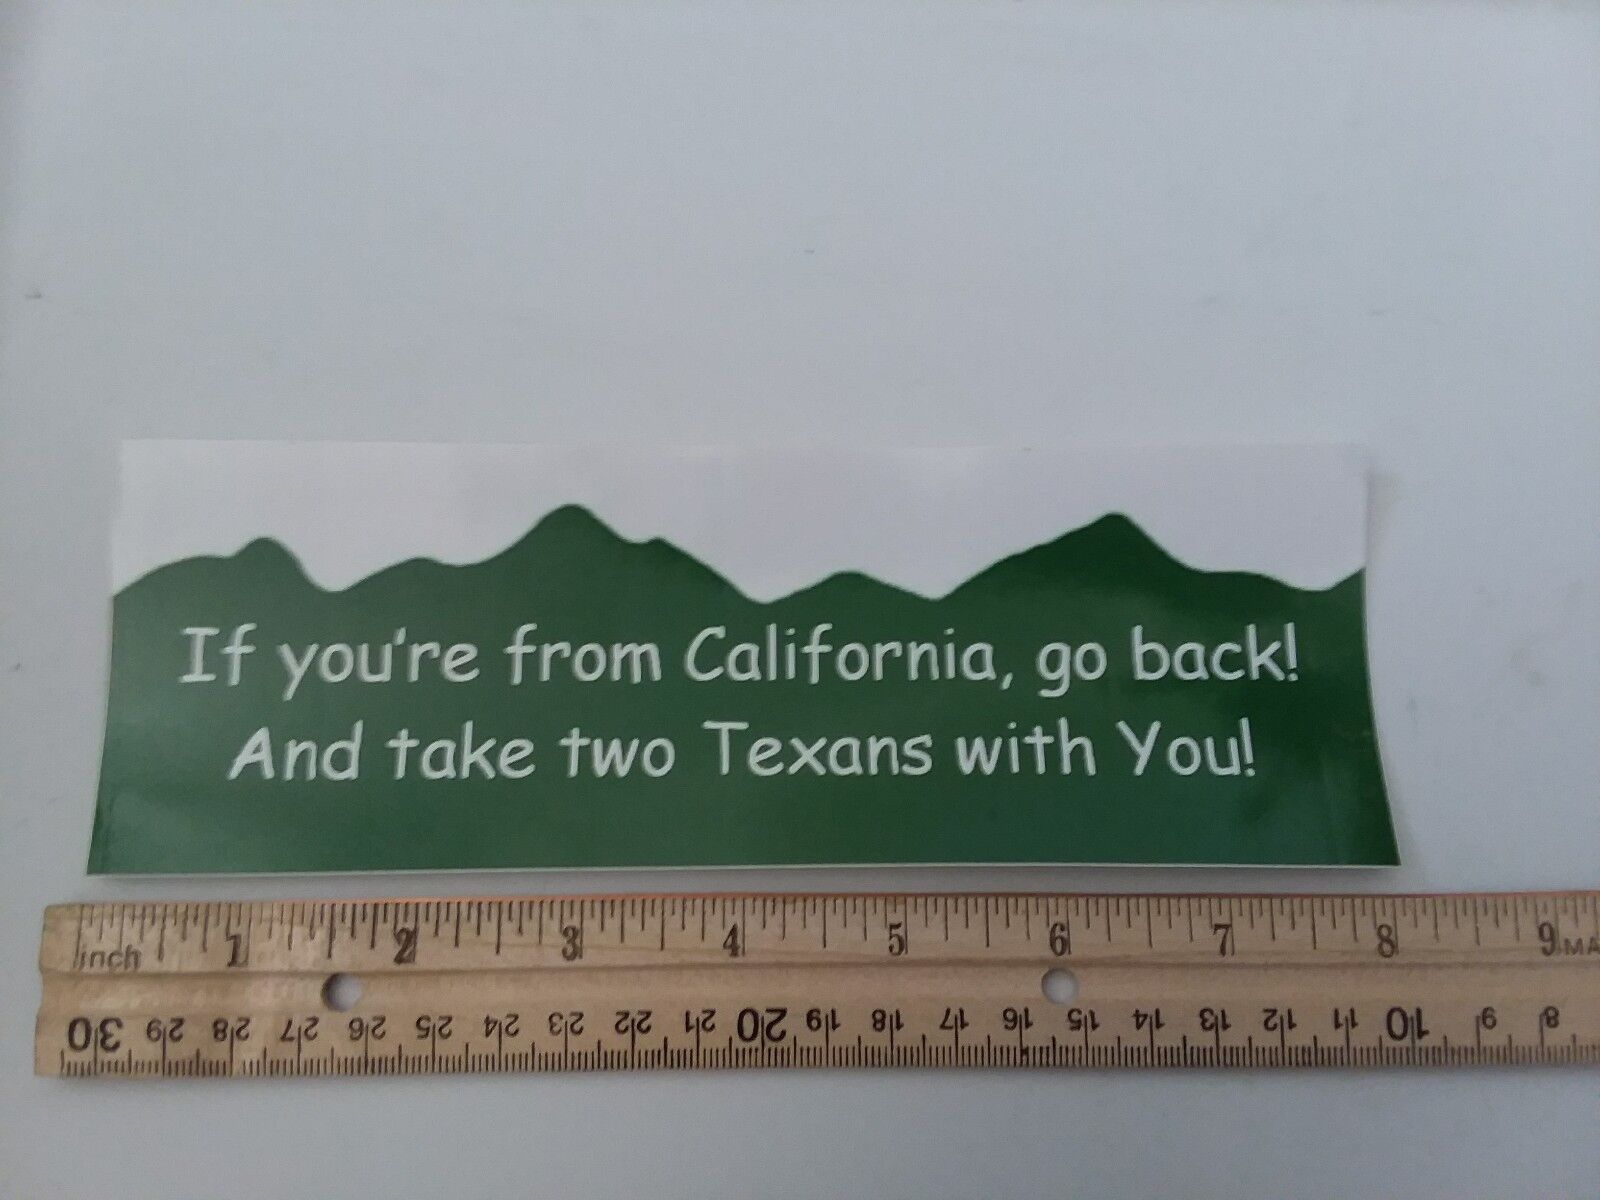 If you're from California, go back!
And take two Texans with You!
inch 1 2 3 4 5 6 7 8 9 MA
30 29 28 27 26 25 24 23 22 21 20 19 18 17 16 15 14 13 12 11 10 9 8